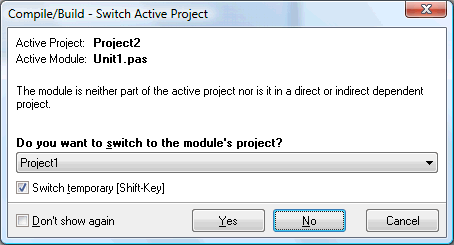 Compile/Build - Switch Active Project
Active Project: Project2
Active Module: Unit1.pas
The module is neither part of the active project nor is it in a direct or indirect dependent
project.
Do you want to switch to the module's project?
Project1
Switch temporary [Shift-Key]
Don't show again
Yes
No
Cancel